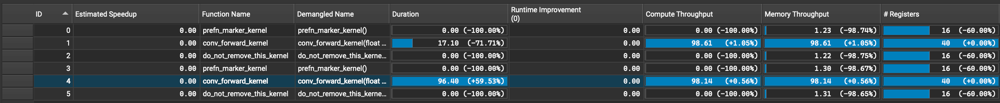 ID Estimated Speedup Function Name Demangled Name Duration Runtime Improvement (0) Compute Throughput Memory Throughput # Registers
0 0.00 prefn_marker_kernel prefn_marker_kernel() 0.00 (-100.00%) 0.00 0.00 (-100.00%) 1.23 (-98.74%) 16 (-60.00%)
1 0.00 conv_forward_kernel conv_forward_kernel(float ... 17.10 (-71.71%) 0.00 98.61 (+1.05%) 98.61 (+1.05%) 40 (+0.00%)
2 0.00 do_not_remove_this_kernel do_not_remove_this_kerne... 0.00 (-100.00%) 0.00 0.00 (-100.00%) 1.22 (-98.75%) 16 (-60.00%)
3 0.00 prefn_marker_kernel prefn_marker_kernel() 0.00 (-100.00%) 0.00 0.00 (-100.00%) 1.30 (-98.67%) 16 (-60.00%)
4 0.00 conv_forward_kernel conv_forward_kernel(float ... 96.40 (+59.53%) 0.00 98.14 (+0.56%) 98.14 (+0.56%) 40 (+0.00%)
5 0.00 do_not_remove_this_kernel do_not_remove_this_kerne... 0.00 (-100.00%) 0.00 0.00 (-100.00%) 1.31 (-98.65%) 16 (-60.00%)